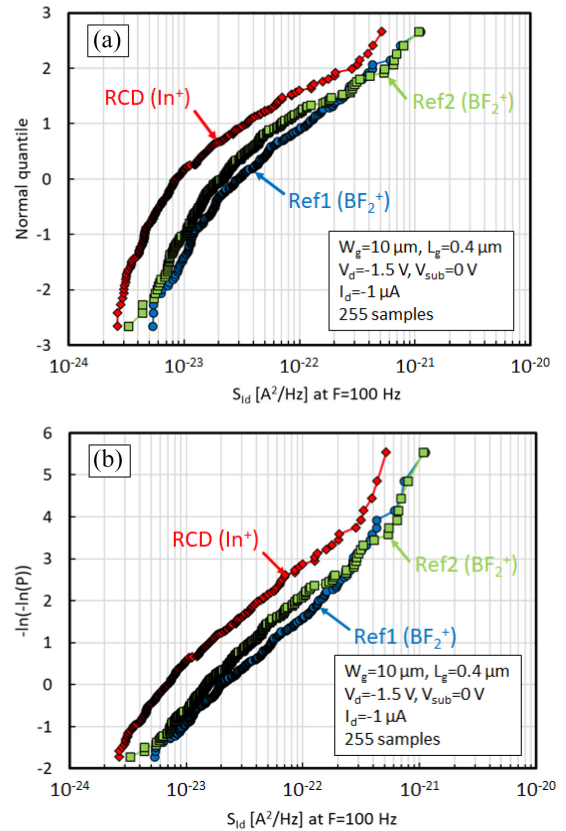 (a)
3
2
1
0
-1
-2
-3
Normal quantile
RCD (In⁺)
Ref2 (BF₂⁺)
Ref1 (BF₂⁺)
W_g=10 μm, L_g=0.4 μm
V_d=-1.5 V, V_sub=0 V
I_d=-1 μA
255 samples
10⁻²⁴ 10⁻²³ 10⁻²² 10⁻²¹ 10⁻²⁰
S_Id [A²/Hz] at F=100 Hz
(b)
6
5
4
3
2
1
0
-1
-2
-ln(-ln(P))
RCD (In⁺)
Ref2 (BF₂⁺)
Ref1 (BF₂⁺)
W_g=10 μm, L_g=0.4 μm
V_d=-1.5 V, V_sub=0 V
I_d=-1 μA
255 samples
10⁻²⁴ 10⁻²³ 10⁻²² 10⁻²¹ 10⁻²⁰
S_Id [A²/Hz] at F=100 Hz